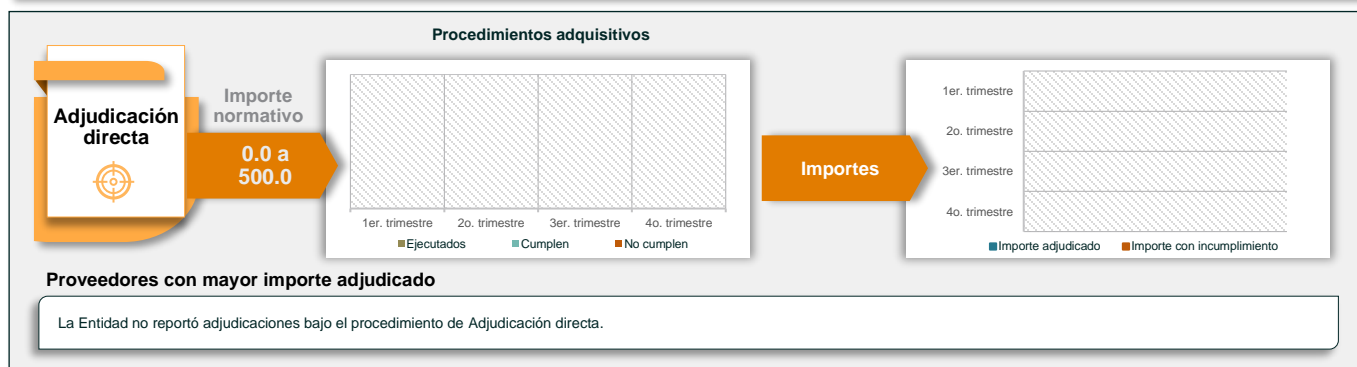 Procedimientos adquisitivos
Adjudicación
directa
Importe
normativo
0.0 a
500.0
1er. trimestre
2o. trimestre
3er. trimestre
4o. trimestre
Ejecutados
Cumplen
No cumplen
Importes
1er. trimestre
2o. trimestre
3er. trimestre
4o. trimestre
Importe adjudicado
Importe con incumplimiento
Proveedores con mayor importe adjudicado
La Entidad no reportó adjudicaciones bajo el procedimiento de Adjudicación directa.